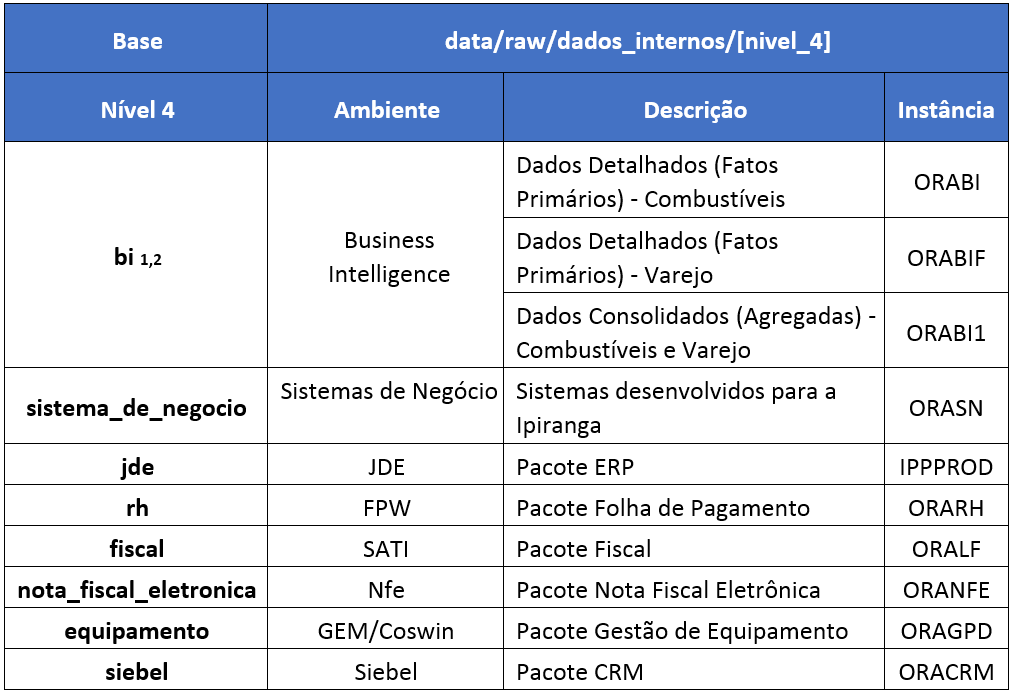 Base
data/raw/dados_internos/[nivel_4]
Nível 4
Ambiente
Descrição
Instância
bi 1,2
Business
Intelligence
Dados Detalhados (Fatos
Primários) - Combustíveis
ORABI
Dados Detalhados (Fatos
Primários) - Varejo
ORABIF
Dados Consolidados (Agregadas) -
Combustíveis e Varejo
ORABI1
sistema_de_negocio
Sistemas de Negócio
Sistemas desenvolvidos para a
Ipiranga
ORASN
jde
JDE
Pacote ERP
IPPPROD
rh
FPW
Pacote Folha de Pagamento
ORARH
fiscal
SATI
Pacote Fiscal
ORALF
nota_fiscal_eletronica
Nfe
Pacote Nota Fiscal Eletrônica
ORANFE
equipamento
GEM/Coswin
Pacote Gestão de Equipamento
ORAGPD
siebel
Siebel
Pacote CRM
ORACRM